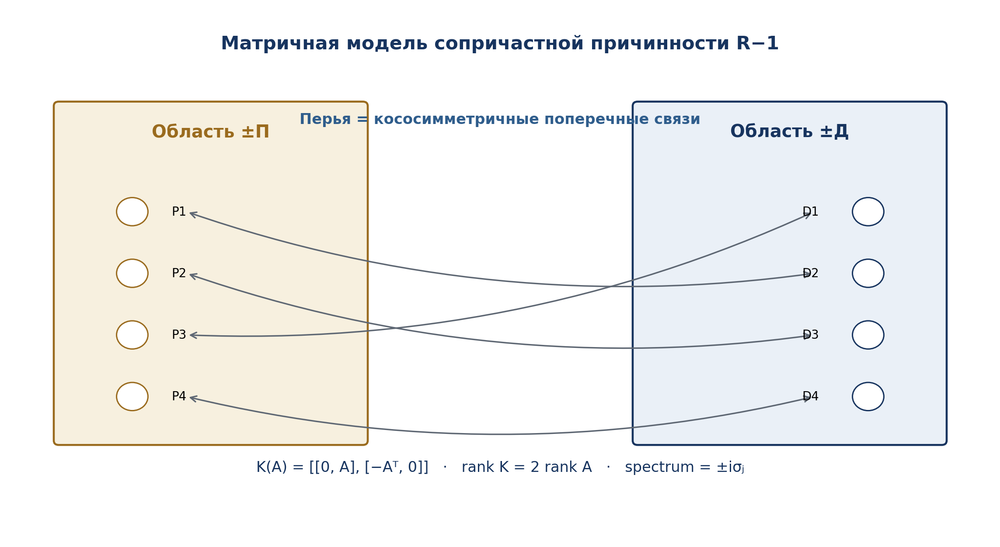 Матричная модель сопричастной причинности R−1
Перья = кососимметричные поперечные связи
Область ±П
Область ±Д
P1
D1
P2
D2
P3
D3
P4
D4
K(A) = [[0, A], [−Aᵀ, 0]] · rank K = 2 rank A · spectrum = ±iσⱼ